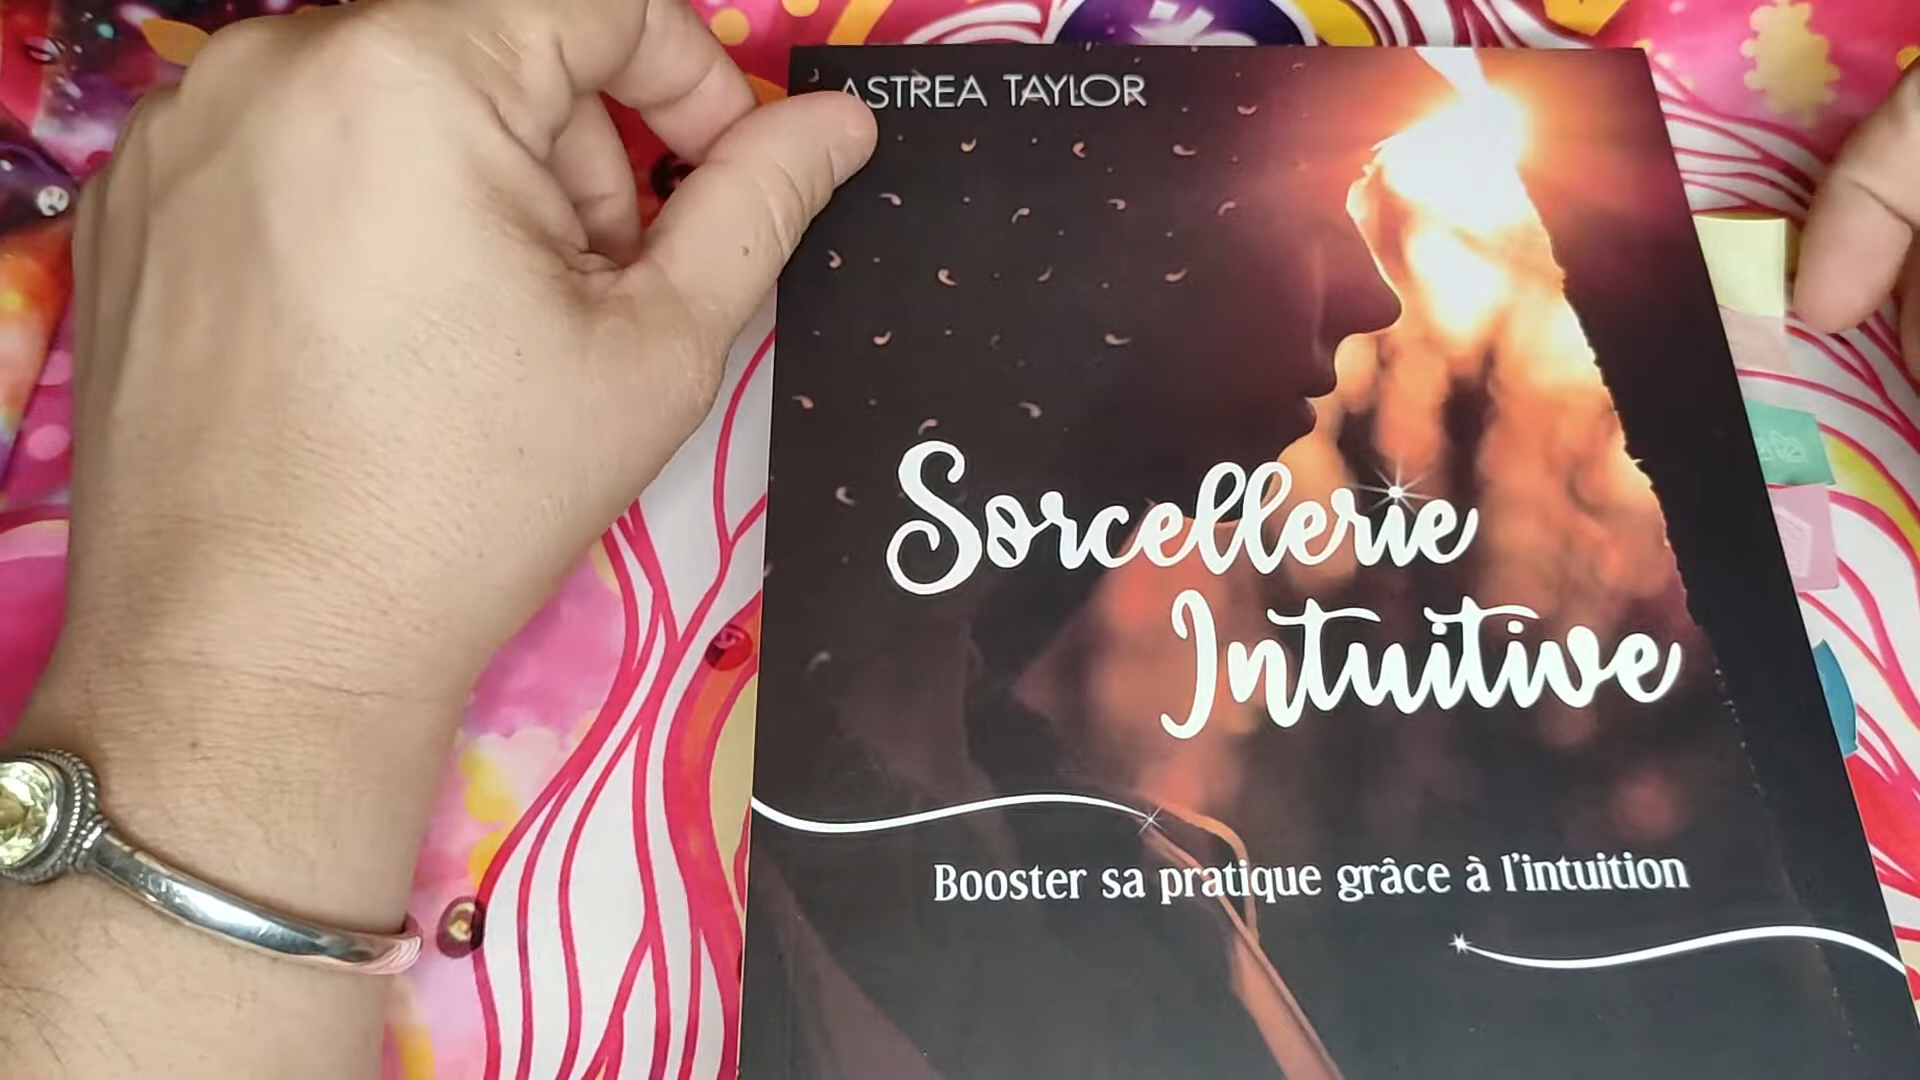 ASTREA TAYLOR
Sorcellerie
Intuitive
Booster sa pratique grâce à l'intuition